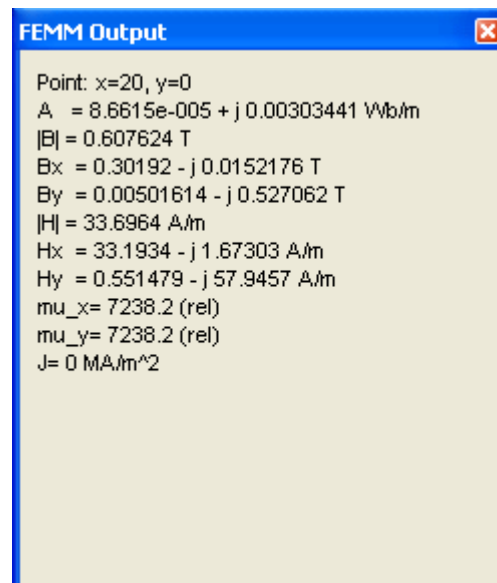 FEMM Output
Point: x=20, y=0
A = 8.6615e-005 + j 0.00303441 Wb/m
|B| = 0.607624 T
Bx = 0.30192 - j 0.0152176 T
By = 0.00501614 - j 0.527062 T
|H| = 33.6964 A/m
Hx = 33.1934 - j 1.67303 A/m
Hy = 0.551479 - j 57.9457 A/m
mu_x= 7238.2 (rel)
mu_y= 7238.2 (rel)
J= 0 MA/m^2